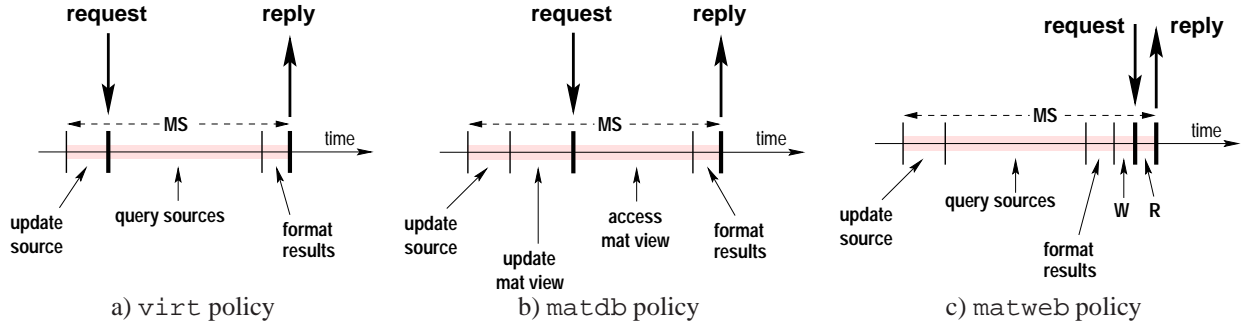 request
reply
MS
time
update
source
query sources
format
results
a) virt policy
request
reply
MS
time
update
source
update
mat view
access
mat view
format
results
b) matdb policy
request
reply
MS
time
update
source
query sources
format
results
W
R
c) matweb policy